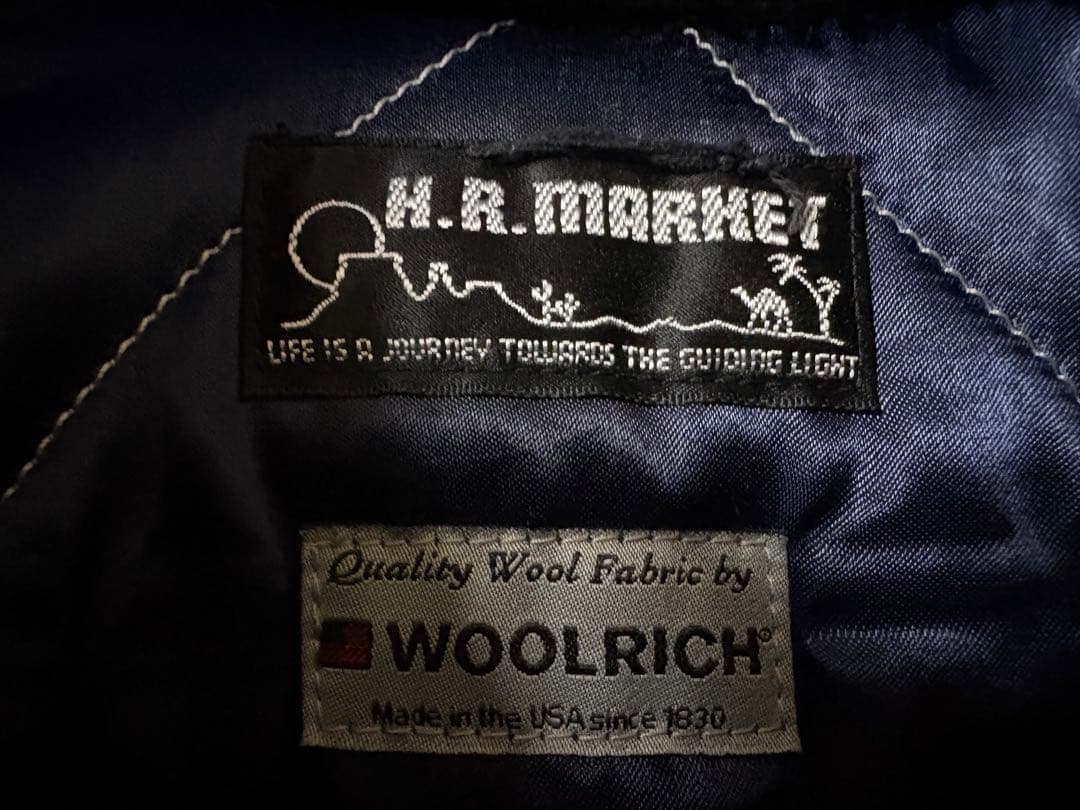 H.R.MARKET
LIFE IS A JOURNEY TOWARDS THE GUIDING LIGHT
Quality Wool Fabric by
WOOLRICH®
Made in the USA since 1830